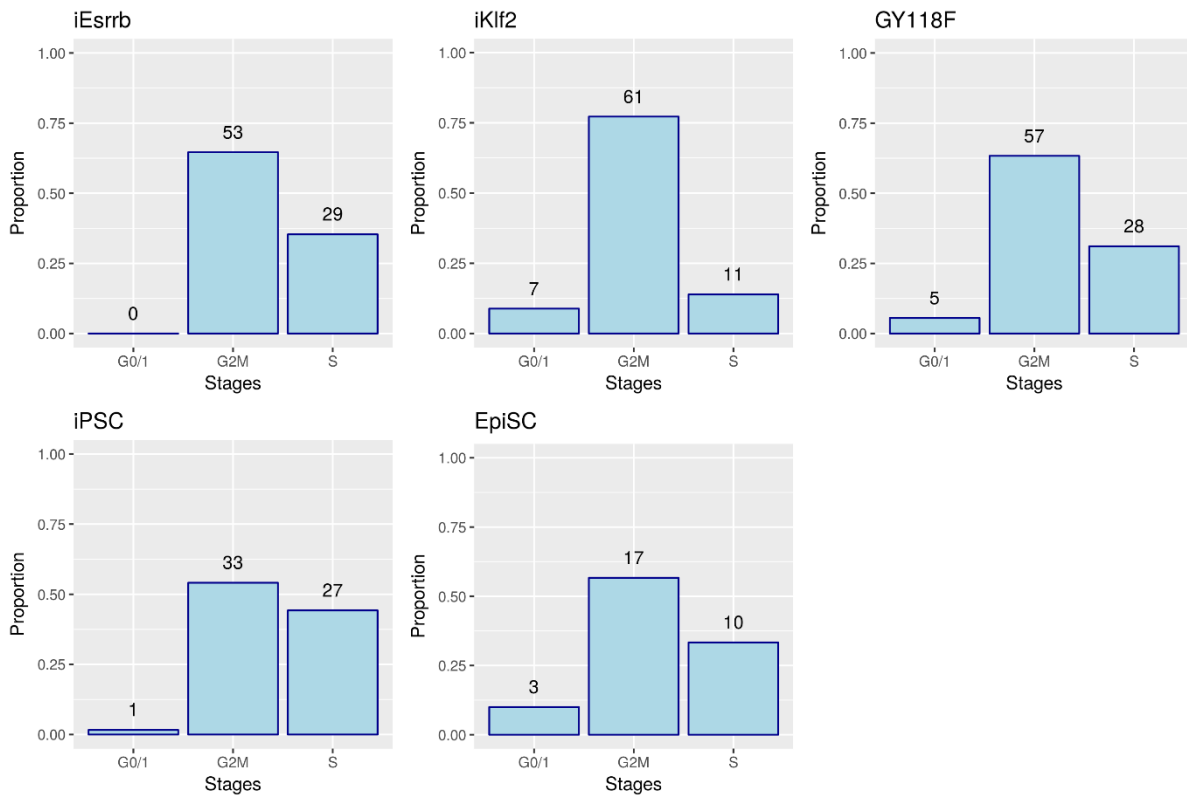 iEsrrb
1.00
0.75
0.50
0.25
0.00
Proportion
0
53
29
G0/1 G2M S
Stages
iKlf2
1.00
0.75
0.50
0.25
0.00
Proportion
7
61
11
G0/1 G2M S
Stages
GY118F
1.00
0.75
0.50
0.25
0.00
Proportion
5
57
28
G0/1 G2M S
Stages
iPSC
1.00
0.75
0.50
0.25
0.00
Proportion
1
33
27
G0/1 G2M S
Stages
EpiSC
1.00
0.75
0.50
0.25
0.00
Proportion
3
17
10
G0/1 G2M S
Stages